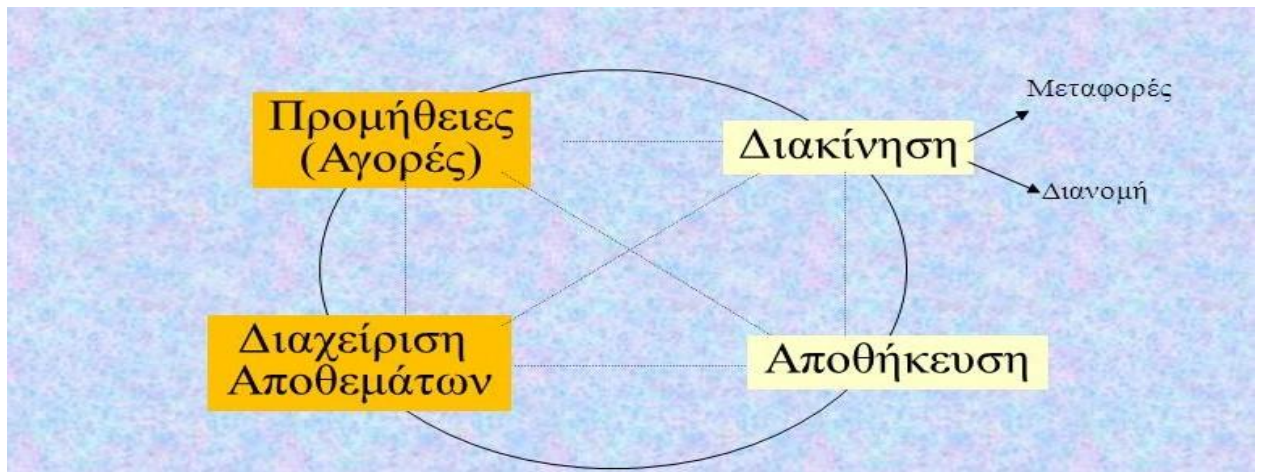 Προμήθειες
(Αγορές)
Διακίνηση
Μεταφορές
Διανομή
Διαχείριση
Αποθεμάτων
Αποθήκευση